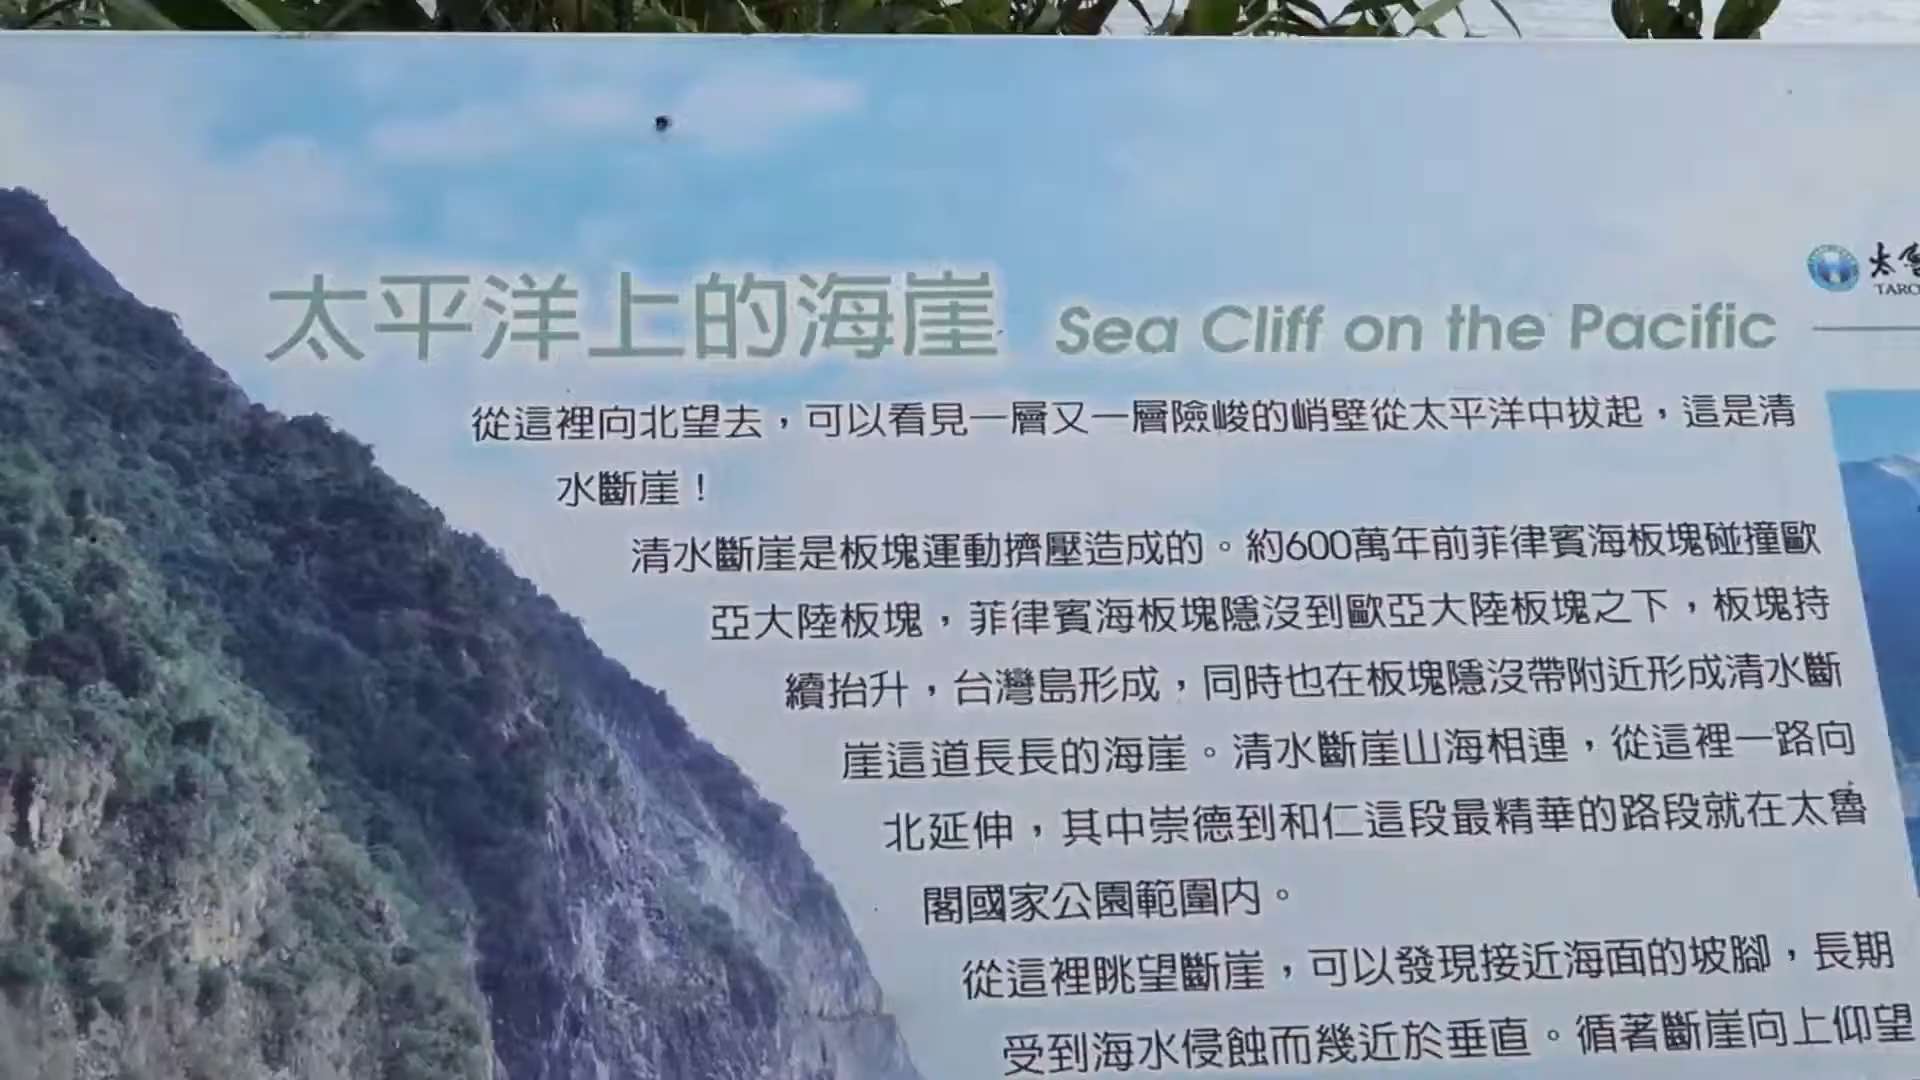 太平洋上的海崖 Sea Cliff on the Pacific
太魯
TARO
從這裡向北望去，可以看見一層又一層險峻的峭壁從太平洋中拔起，這是清
水斷崖！
清水斷崖是板塊運動擠壓造成的。約600萬年前菲律賓海板塊碰撞歐
亞大陸板塊，菲律賓海板塊隱沒到歐亞大陸板塊之下，板塊持
續抬升，台灣島形成，同時也在板塊隱沒帶附近形成清水斷
崖這道長長的海崖。清水斷崖山海相連，從這裡一路向
北延伸，其中崇德到和仁這段最精華的路段就在太魯
閣國家公園範圍內。
從這裡眺望斷崖，可以發現接近海面的坡腳，長期
受到海水侵蝕而幾近於垂直。循著斷崖向上仰望